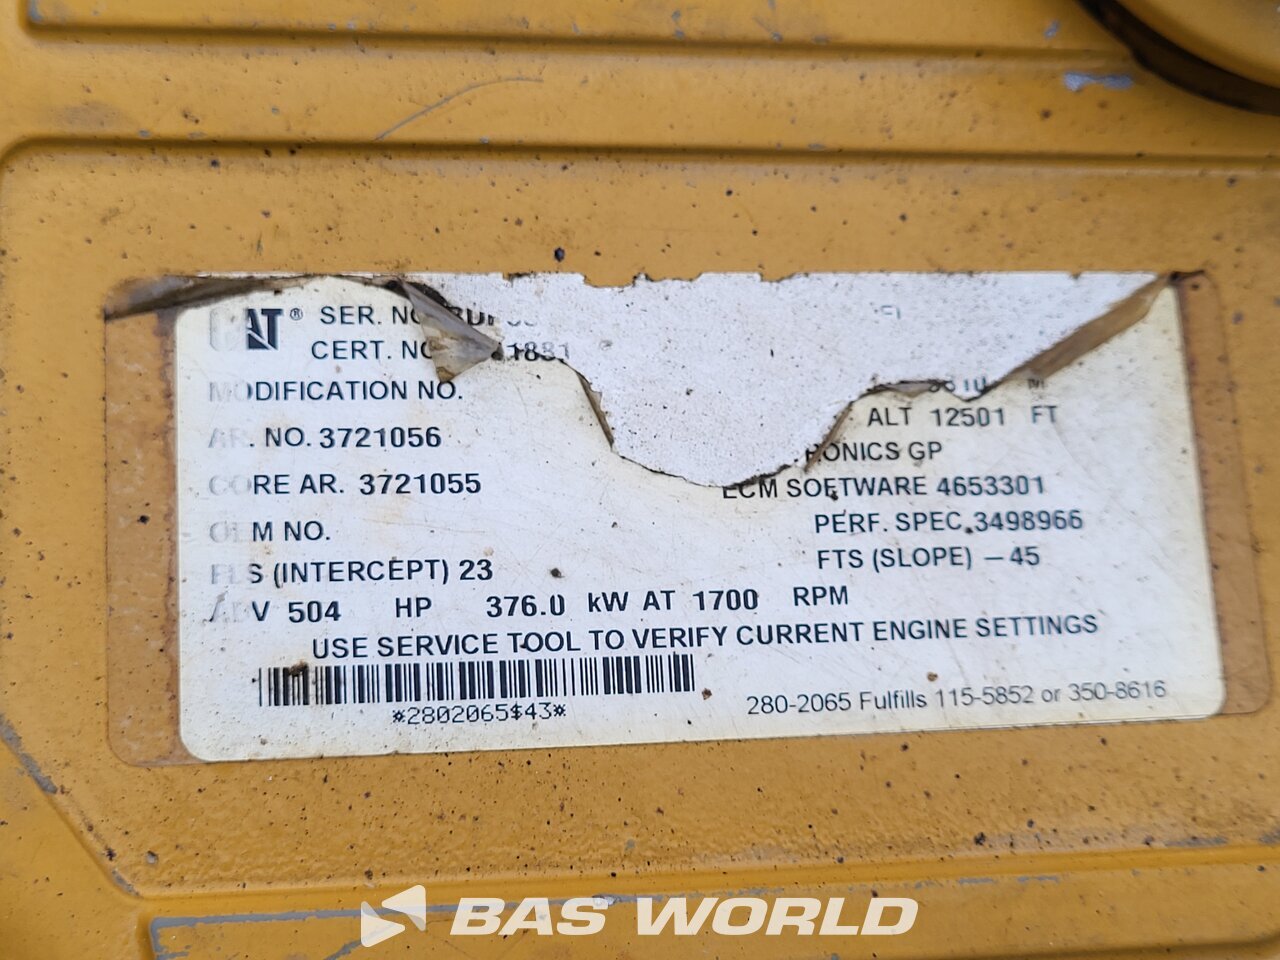 CAT® SER. NO.
CERT. NO. 1881
MODIFICATION NO.
ALT 12501 FT
AR. NO. 3721056
CORE AR. 3721055
ECM SOFTWARE 4653301
OEM NO.
PERF. SPEC. 3498966
FLS (INTERCEPT) 23
FTS (SLOPE) -45
ADV 504 HP 376.0 kW AT 1700 RPM
USE SERVICE TOOL TO VERIFY CURRENT ENGINE SETTINGS
*2802065$43*
280-2065 Fulfills 115-5852 or 350-8616
BAS WORLD